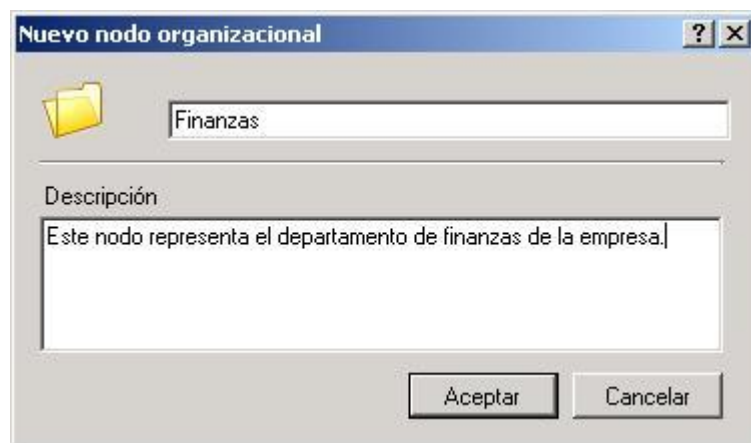 Nuevo nodo organizacional
Finanzas
Descripción
Este nodo representa el departamento de finanzas de la empresa.
Aceptar
Cancelar